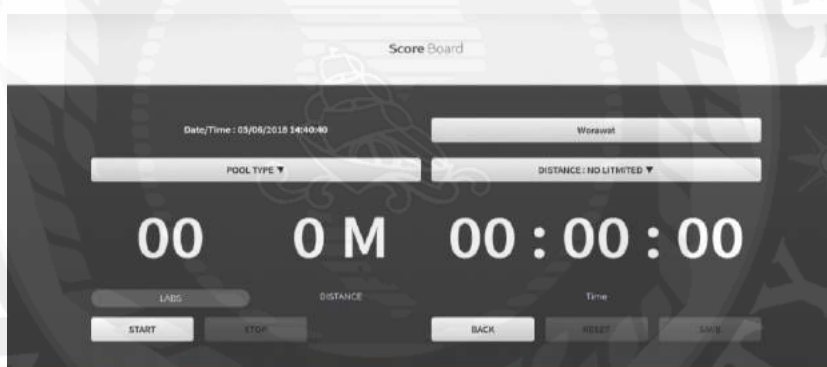 Score Board
Date/Time : 03/06/2018 14:40:40
Worawat
POOL TYPE ▼
DISTANCE : NO LITMITED ▼
00
0 M
00 : 00 : 00
LABS
DISTANCE
Time
START
STOP
BACK
RESET
SAVE